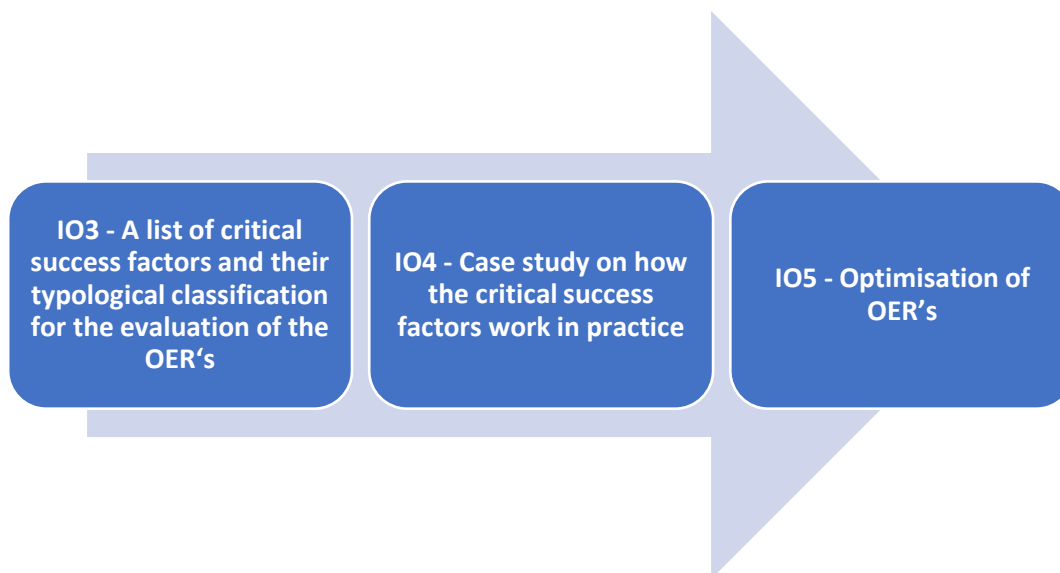 IO3 - A list of critical
success factors and their
typological classification
for the evaluation of the
OER‘s
IO4 - Case study on how
the critical success
factors work in practice
IO5 - Optimisation of
OER’s